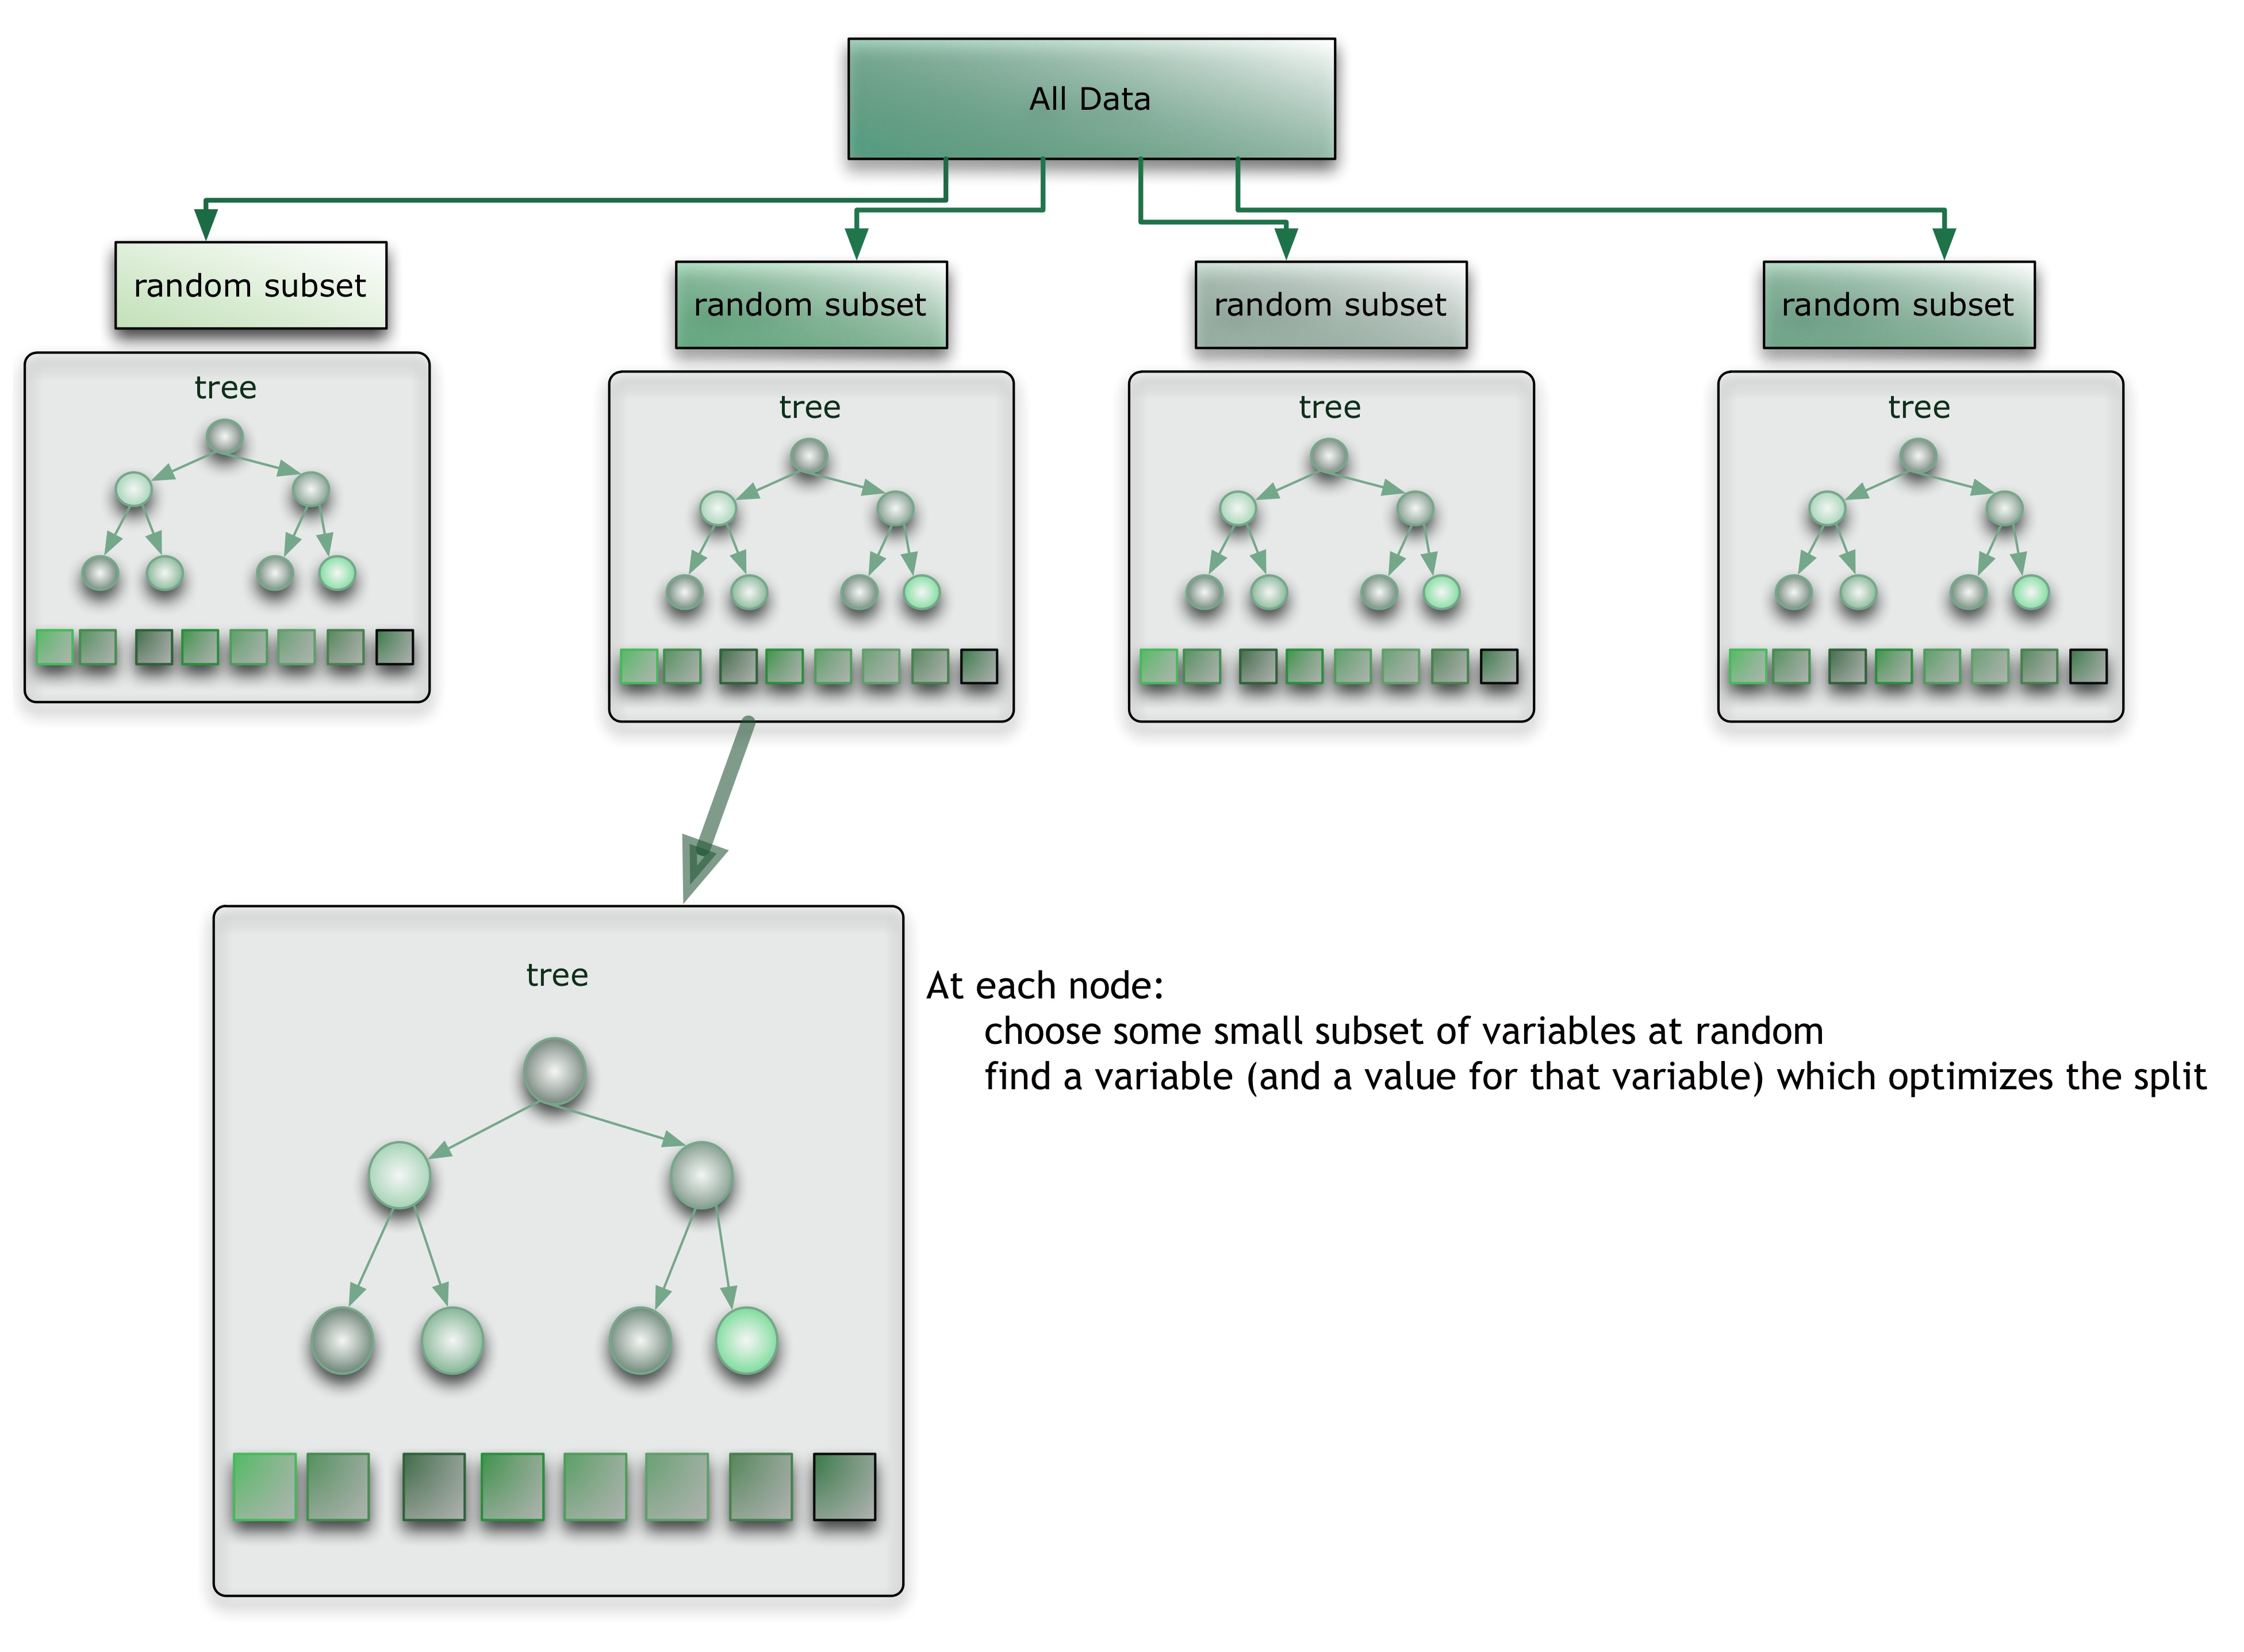 All Data
random subset
random subset
random subset
random subset
tree
tree
tree
tree
tree
At each node:
choose some small subset of variables at random
find a variable (and a value for that variable) which optimizes the split